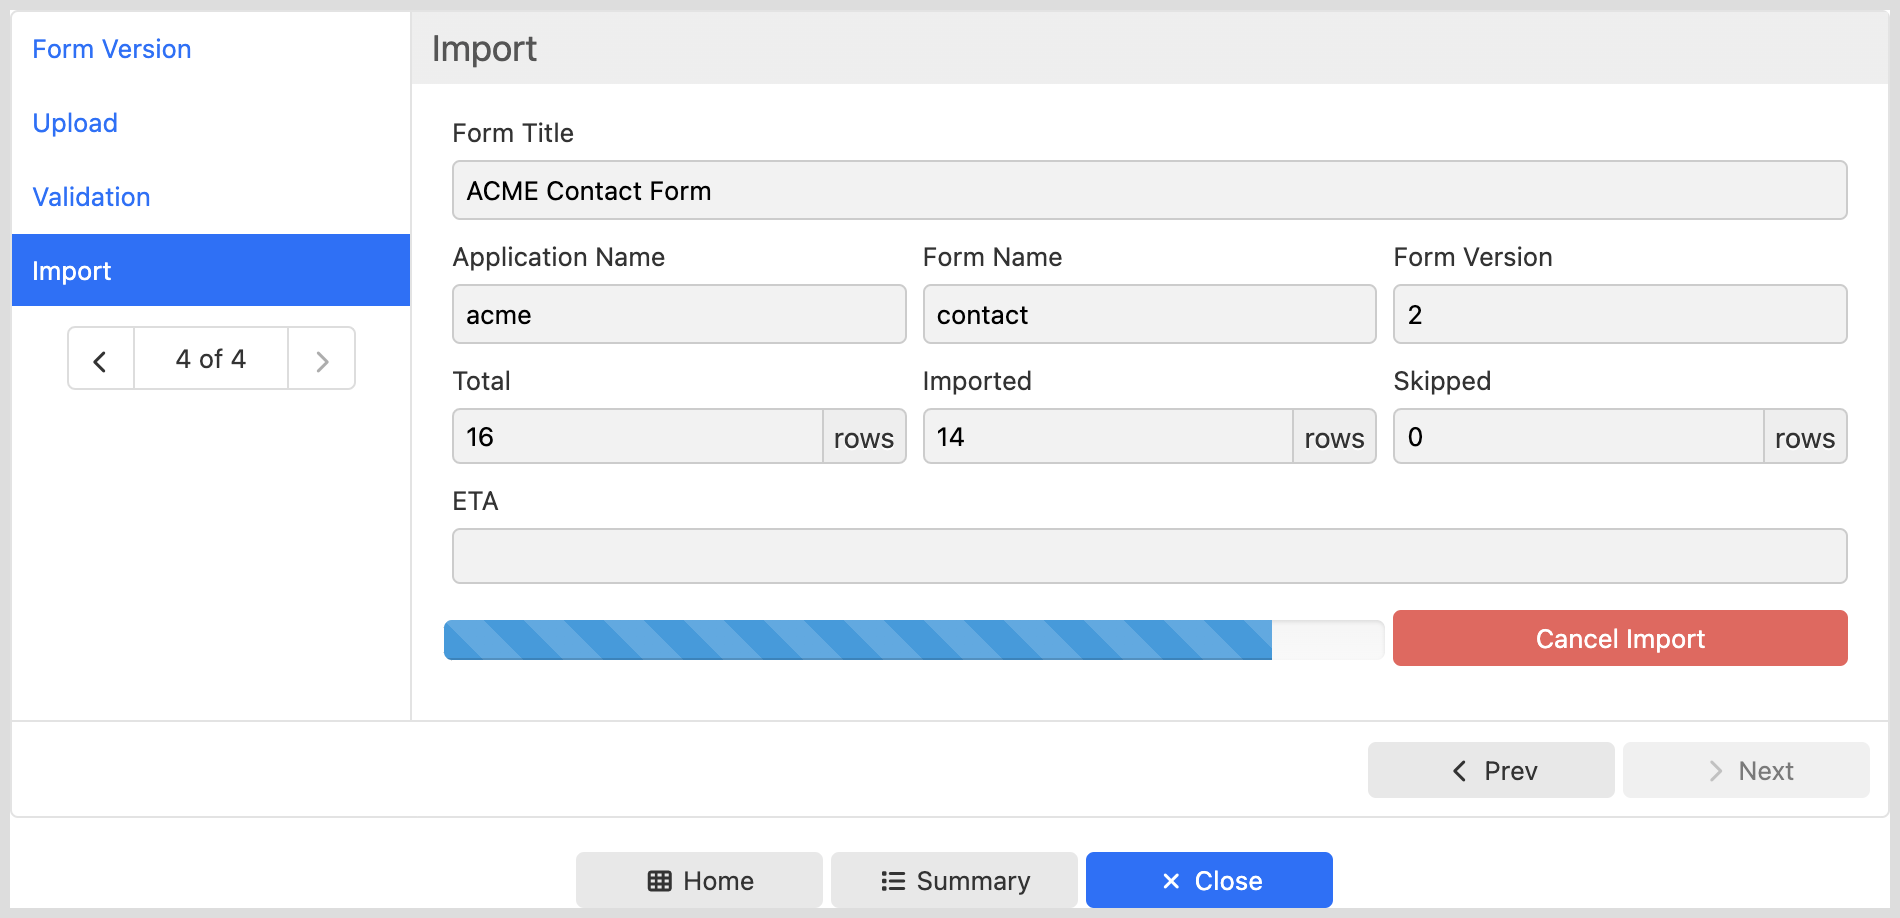 Form Version
Upload
Validation
Import
4 of 4
Import
Form Title
ACME Contact Form
Application Name Form Name Form Version
acme contact 2
Total Imported Skipped
16 rows 14 rows 0 rows
ETA
Cancel Import
Prev Next
Home Summary Close